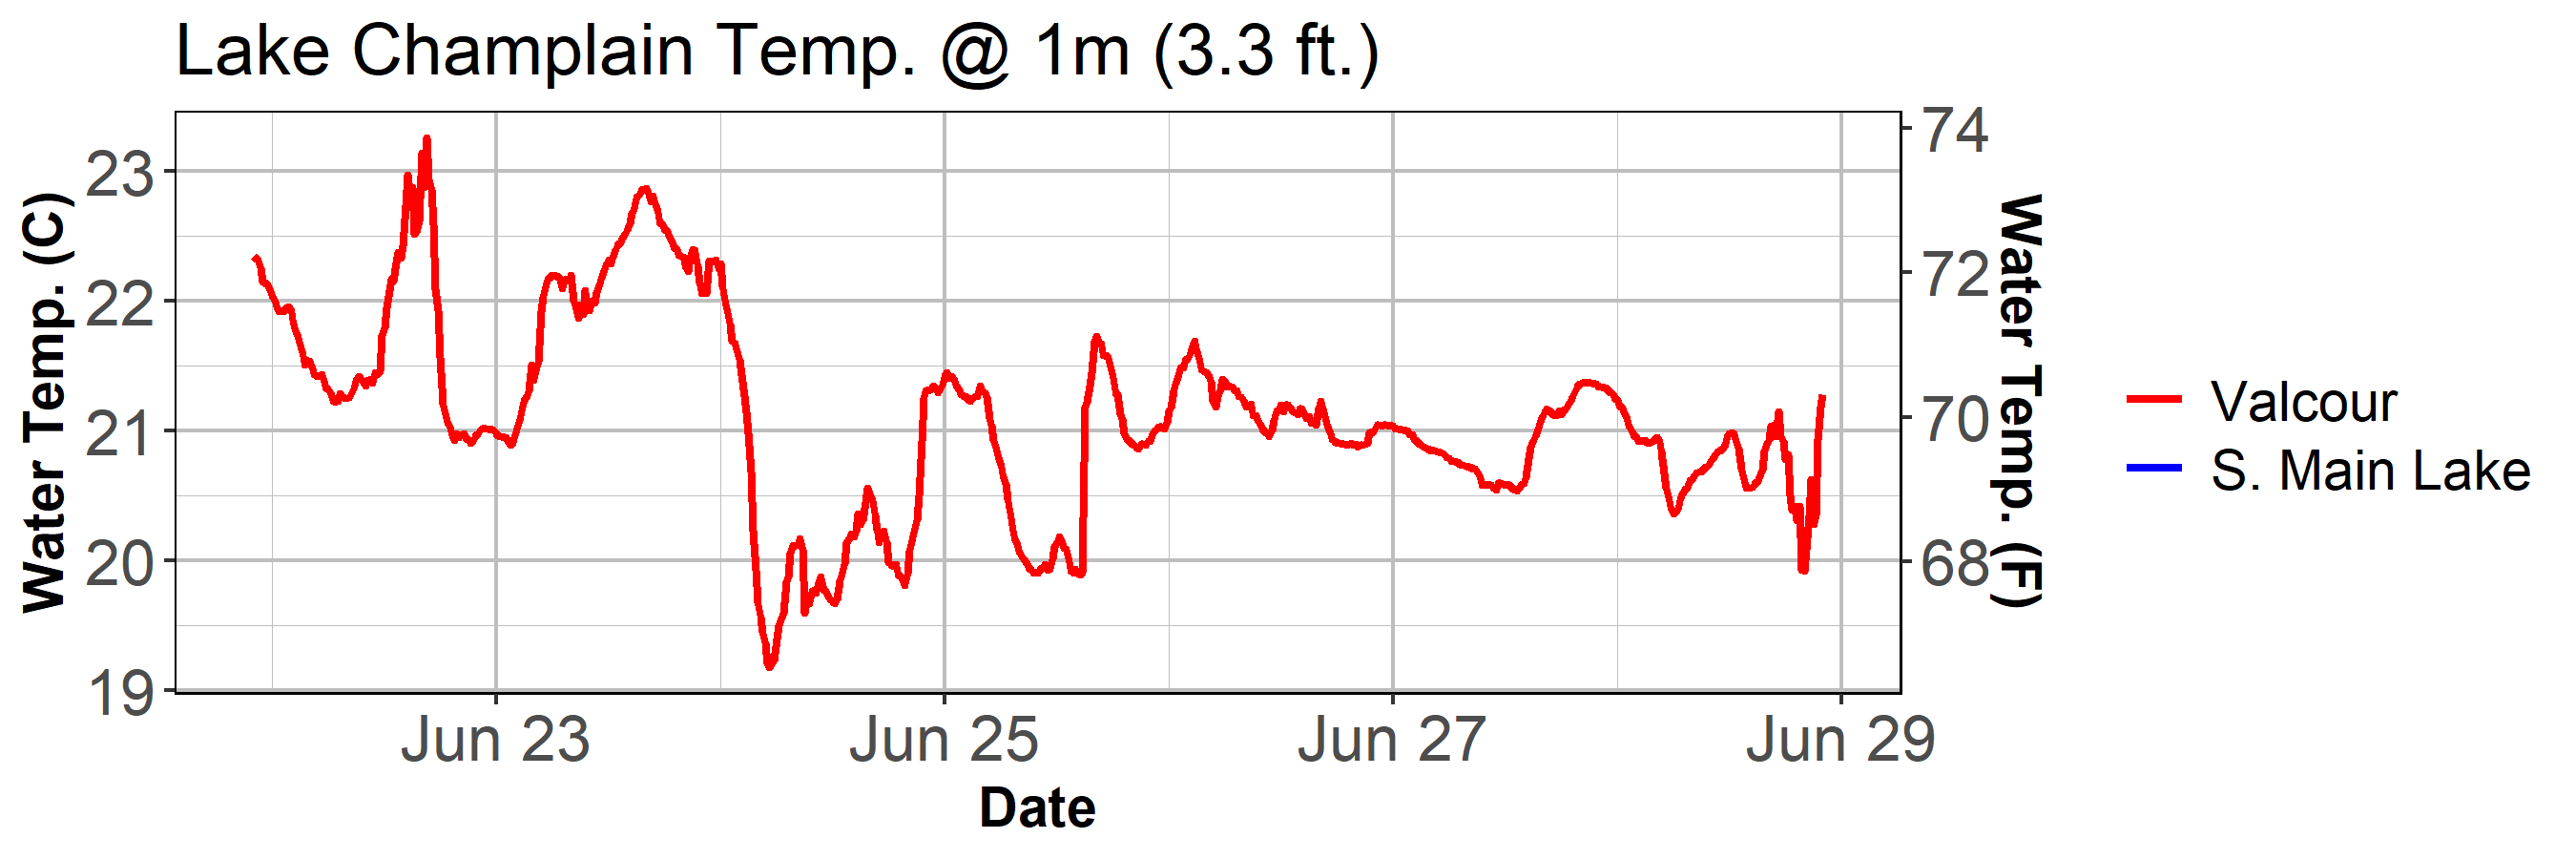 Lake Champlain Temp. @ 1m (3.3 ft.)
Water Temp. (C)
23
22
21
20
19
74
72
70
68
Water Temp. (F)
Jun 23
Jun 25
Jun 27
Jun 29
Date
Valcour
S. Main Lake